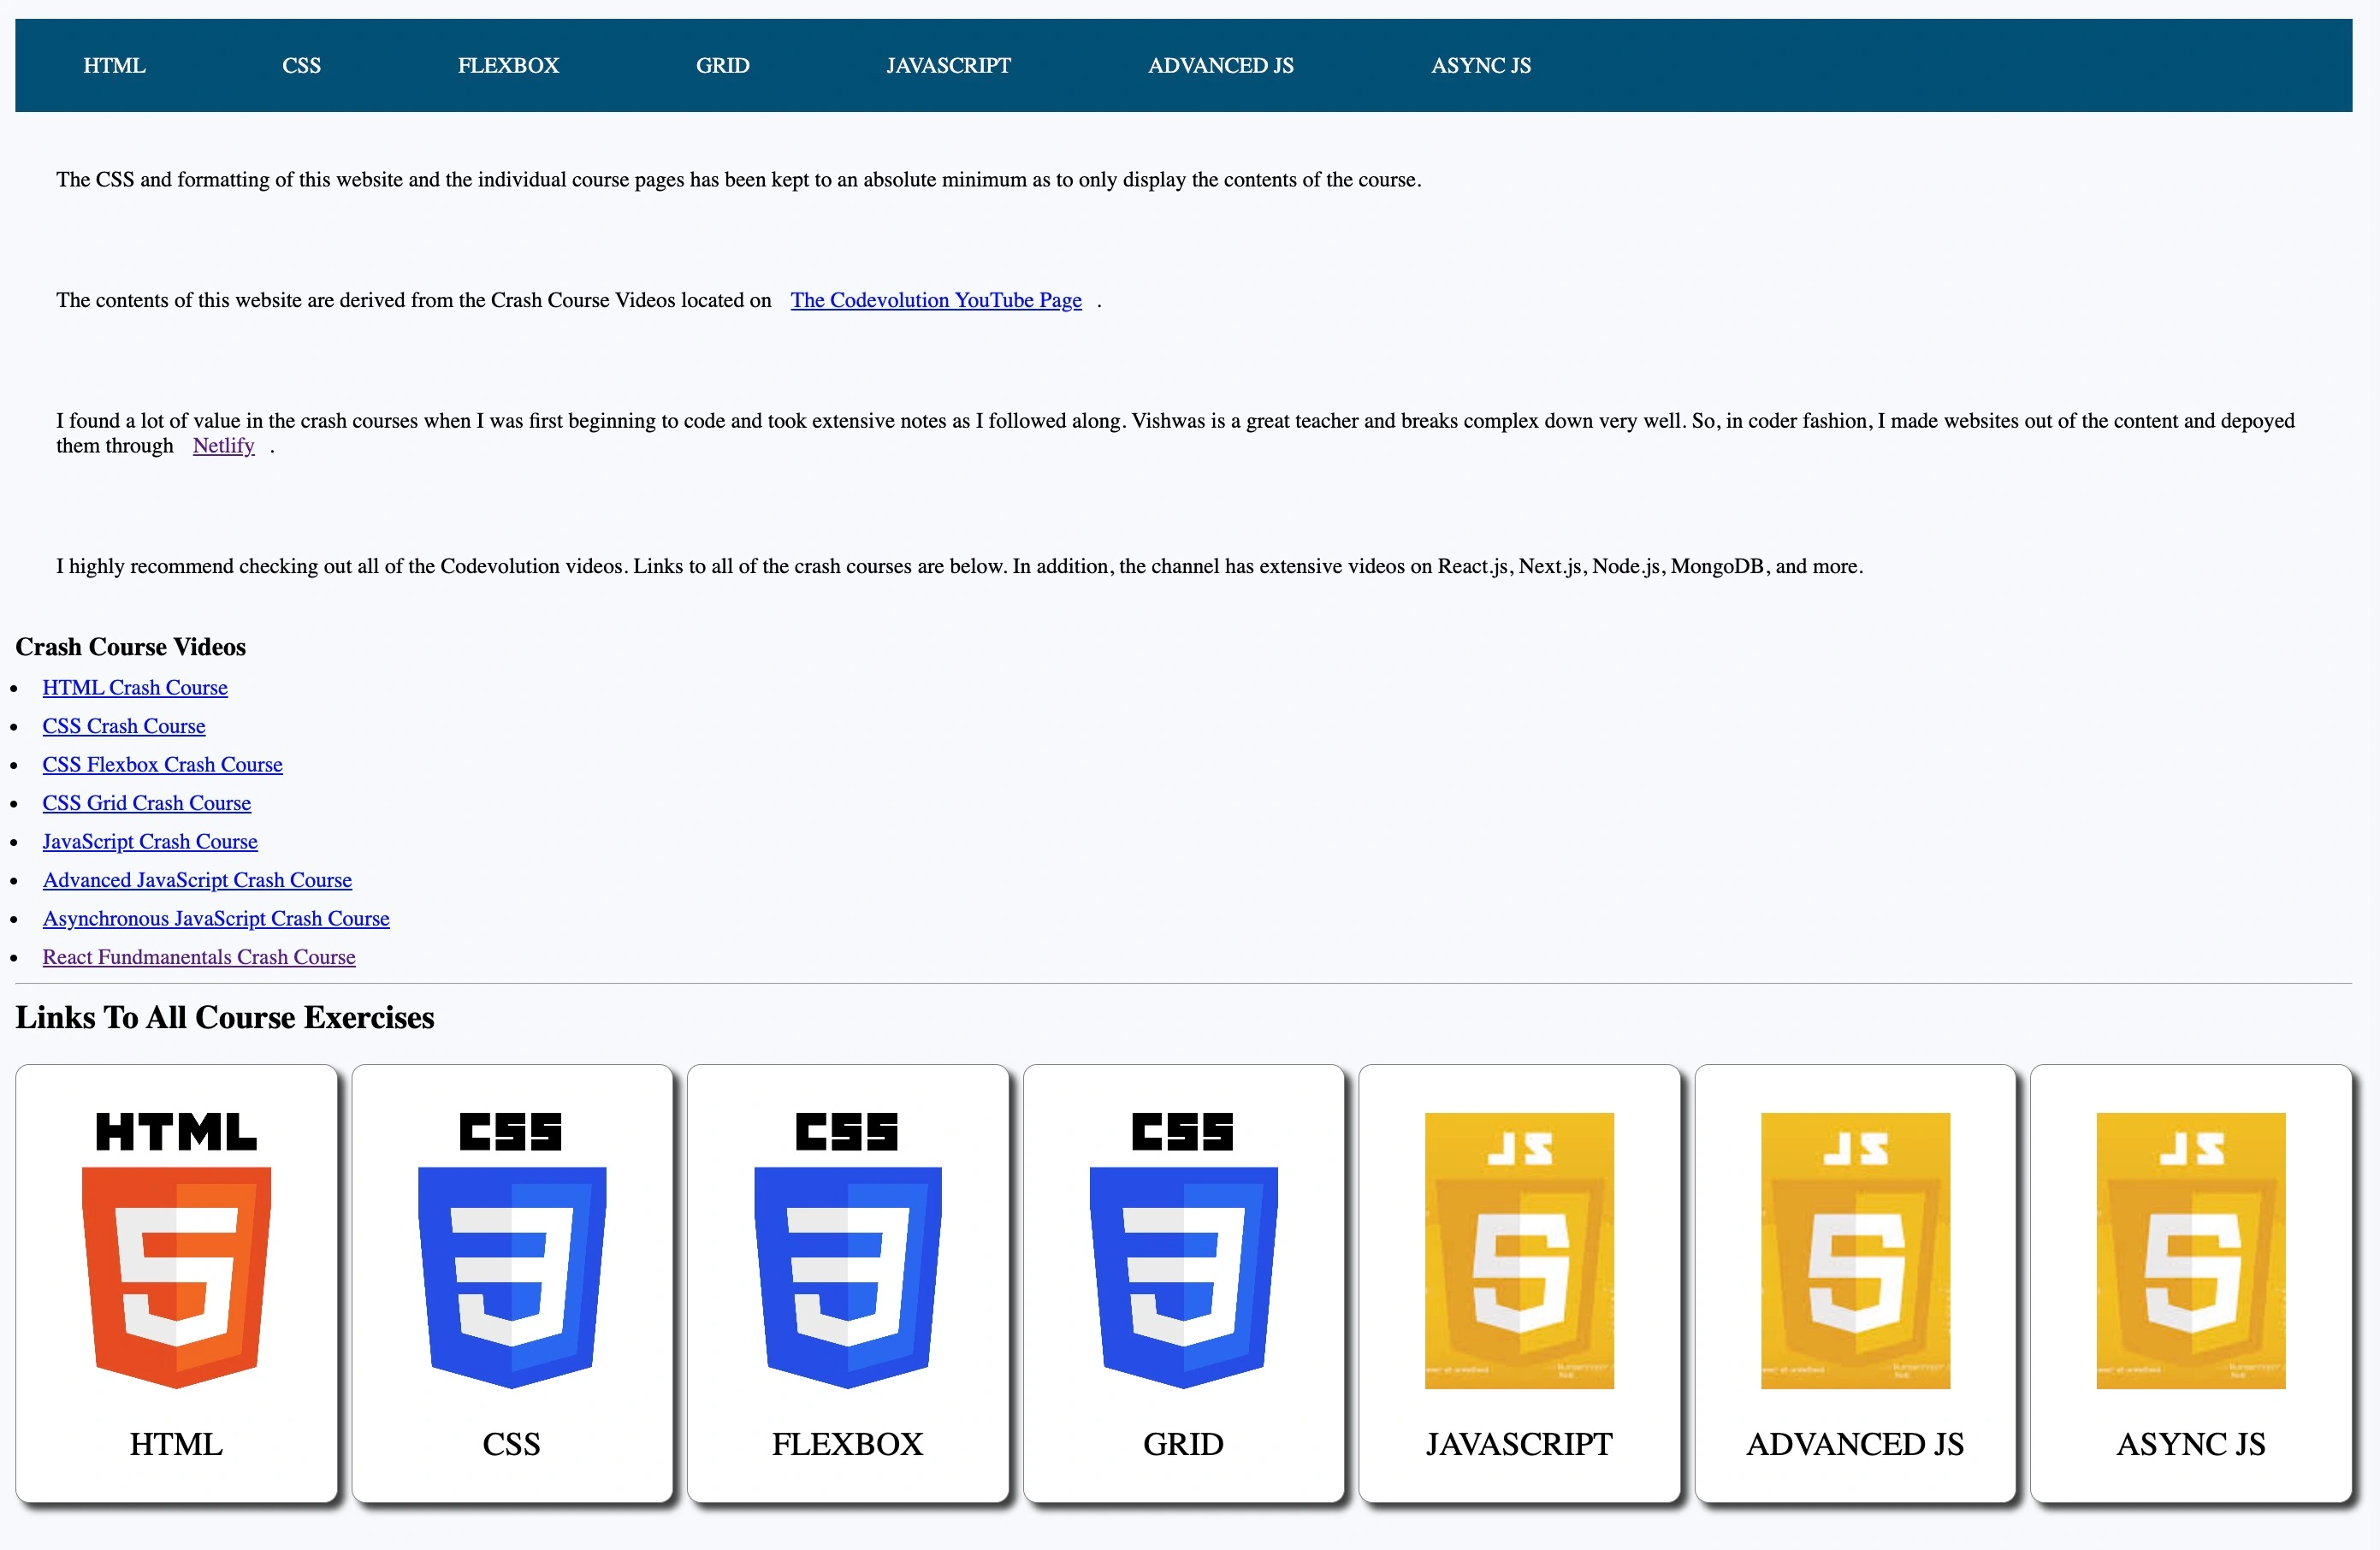 HTML CSS FLEXBOX GRID JAVASCRIPT ADVANCED JS ASYNC JS
The CSS and formatting of this website and the individual course pages has been kept to an absolute minimum as to only display the contents of the course.
The contents of this website are derived from the Crash Course Videos located on The Codevolution YouTube Page .
I found a lot of value in the crash courses when I was first beginning to code and took extensive notes as I followed along. Vishwas is a great teacher and breaks complex down very well. So, in coder fashion, I made websites out of the content and depoyed
them through Netlify .
I highly recommend checking out all of the Codevolution videos. Links to all of the crash courses are below. In addition, the channel has extensive videos on React.js, Next.js, Node.js, MongoDB, and more.
Crash Course Videos
• HTML Crash Course
• CSS Crash Course
• CSS Flexbox Crash Course
• CSS Grid Crash Course
• JavaScript Crash Course
• Advanced JavaScript Crash Course
• Asynchronous JavaScript Crash Course
• React Fundmanentals Crash Course
Links To All Course Exercises
HTML CSS CSS CSS JS JS JS
5 3 3 3 5 5 5
HTML CSS FLEXBOX GRID JAVASCRIPT ADVANCED JS ASYNC JS